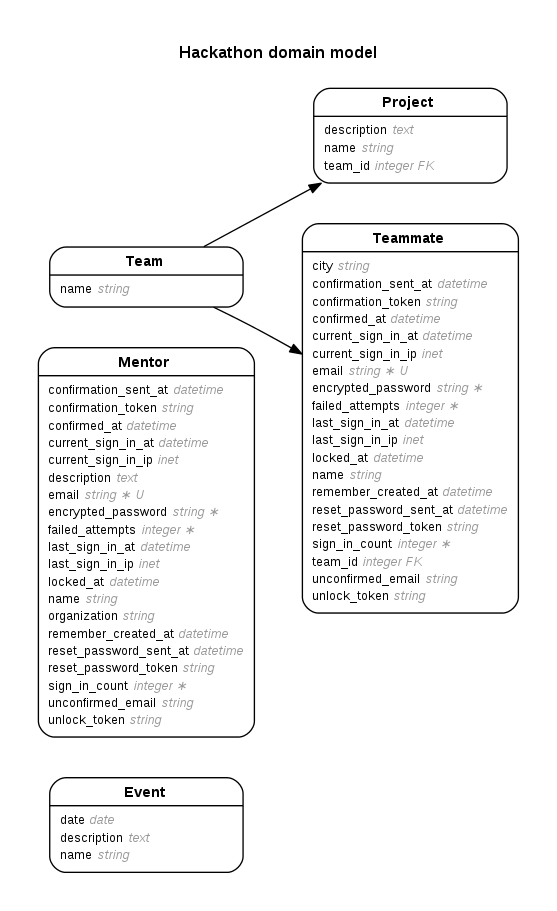 Hackathon domain model
Project
description text
name string
team_id integer FK
Team
name string
Teammate
city string
confirmation_sent_at datetime
confirmation_token string
confirmed_at datetime
current_sign_in_at datetime
current_sign_in_ip inet
email string ∗ U
encrypted_password string ∗
failed_attempts integer ∗
last_sign_in_at datetime
last_sign_in_ip inet
locked_at datetime
name string
remember_created_at datetime
reset_password_sent_at datetime
reset_password_token string
sign_in_count integer ∗
team_id integer FK
unconfirmed_email string
unlock_token string
Mentor
confirmation_sent_at datetime
confirmation_token string
confirmed_at datetime
current_sign_in_at datetime
current_sign_in_ip inet
description text
email string ∗ U
encrypted_password string ∗
failed_attempts integer ∗
last_sign_in_at datetime
last_sign_in_ip inet
locked_at datetime
name string
organization string
remember_created_at datetime
reset_password_sent_at datetime
reset_password_token string
sign_in_count integer ∗
unconfirmed_email string
unlock_token string
Event
date date
description text
name string